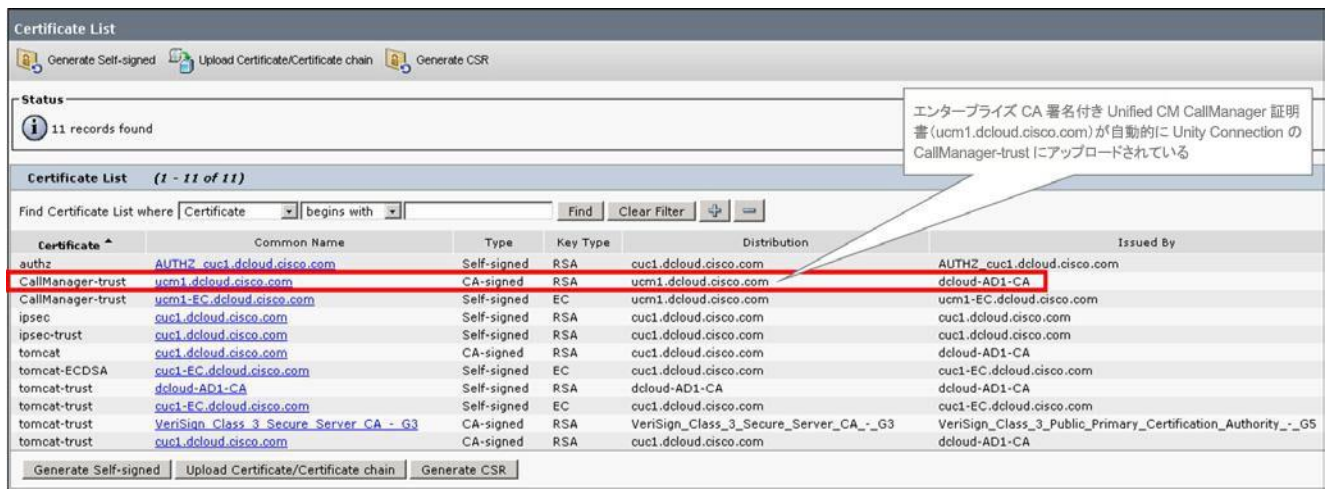 Certificate List
Generate Self-signed Upload Certificate/Certificate chain Generate CSR
Status
11 records found
エンタープライズ CA 署名付き Unified CM CallManager 証明
書(ucm1.dcloud.cisco.com)が自動的に Unity Connection の
CallManager-trust にアップロードされている
Certificate List (1 - 11 of 11)
Find Certificate List where Certificate begins with Find Clear Filter
Certificate Common Name Type Key Type Distribution Issued By
authz AUTHZ_cuc1.dcloud.cisco.com Self-signed RSA cuc1.dcloud.cisco.com AUTHZ_cuc1.dcloud.cisco.com
CallManager-trust ucm1.dcloud.cisco.com CA-signed RSA ucm1.dcloud.cisco.com dcloud-AD1-CA
CallManager-trust ucm1-EC.dcloud.cisco.com Self-signed EC ucm1.dcloud.cisco.com ucm1-EC.dcloud.cisco.com
ipsec cuc1.dcloud.cisco.com Self-signed RSA cuc1.dcloud.cisco.com cuc1.dcloud.cisco.com
ipsec-trust cuc1.dcloud.cisco.com Self-signed RSA cuc1.dcloud.cisco.com cuc1.dcloud.cisco.com
tomcat cuc1.dcloud.cisco.com CA-signed RSA cuc1.dcloud.cisco.com dcloud-AD1-CA
tomcat-ECDSA cuc1-EC.dcloud.cisco.com Self-signed EC cuc1.dcloud.cisco.com cuc1-EC.dcloud.cisco.com
tomcat-trust dcloud-AD1-CA Self-signed RSA dcloud-AD1-CA dcloud-AD1-CA
tomcat-trust cuc1-EC.dcloud.cisco.com Self-signed EC cuc1.dcloud.cisco.com cuc1-EC.dcloud.cisco.com
tomcat-trust VeriSign_Class_3_Secure_Server_CA_-_G3 CA-signed RSA VeriSign_Class_3_Secure_Server_CA_-_G3 VeriSign_Class_3_Public_Primary_Certification_Authority_-_G5
tomcat-trust cuc1.dcloud.cisco.com CA-signed RSA cuc1.dcloud.cisco.com dcloud-AD1-CA
Generate Self-signed Upload Certificate/Certificate chain Generate CSR